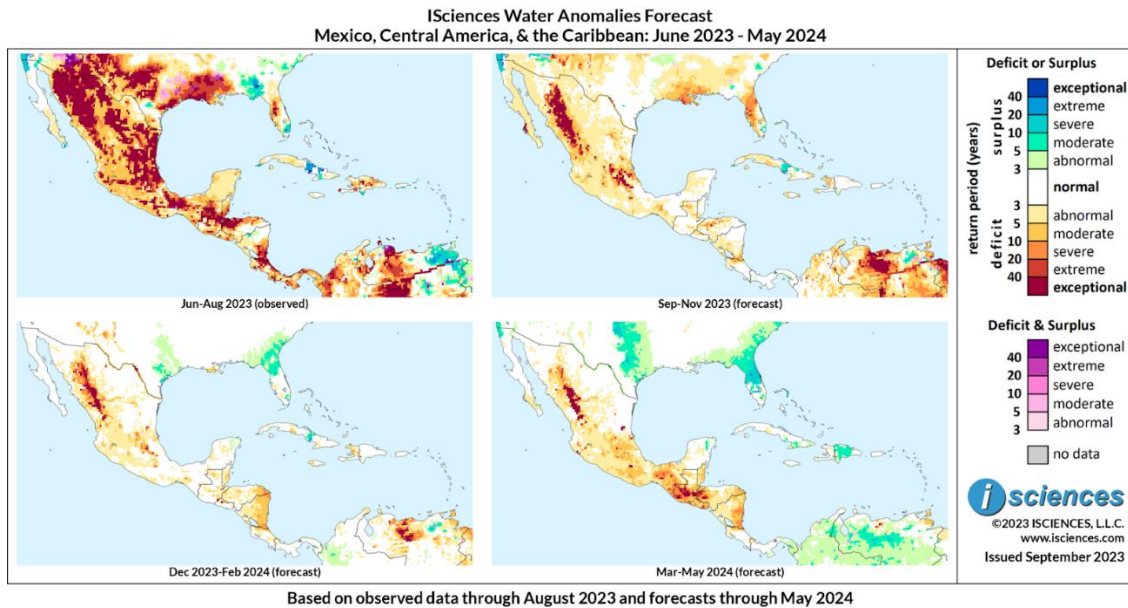 ISciences Water Anomalies Forecast
Mexico, Central America, & the Caribbean: June 2023 - May 2024
Jun-Aug 2023 (observed)
Sep-Nov 2023 (forecast)
Dec 2023-Feb 2024 (forecast)
Mar-May 2024 (forecast)
Deficit or Surplus
return period (years)
surplus
deficit
exceptional
40
extreme
20
severe
10
moderate
5
abnormal
3
normal
3
abnormal
5
moderate
10
severe
20
extreme
40
exceptional
Deficit & Surplus
exceptional
40
extreme
20
severe
10
moderate
5
abnormal
3
no data
i sciences
©2023 ISCIENCES, L.L.C.
www.isciences.com
Issued September 2023
Based on observed data through August 2023 and forecasts through May 2024